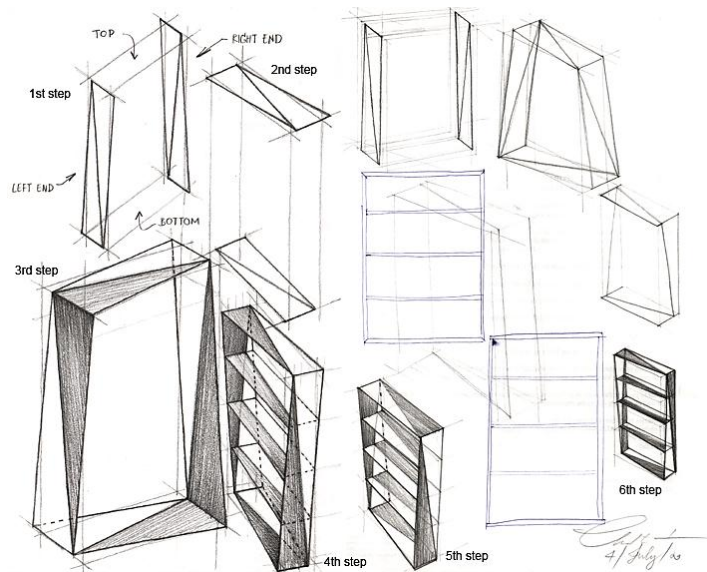 TOP
RIGHT END
2nd step
1st step
LEFT END
BOTTOM
3rd step
4th step
5th step
6th step
4/July/20